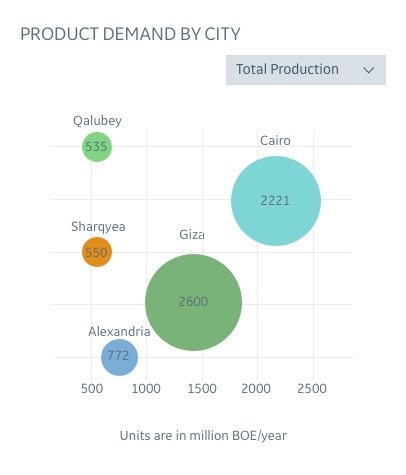 PRODUCT DEMAND BY CITY
Total Production
Qalubey
535
Cairo
2221
Sharqyea
550
Giza
2600
Alexandria
772
500 1000 1500 2000 2500
Units are in million BOE/year